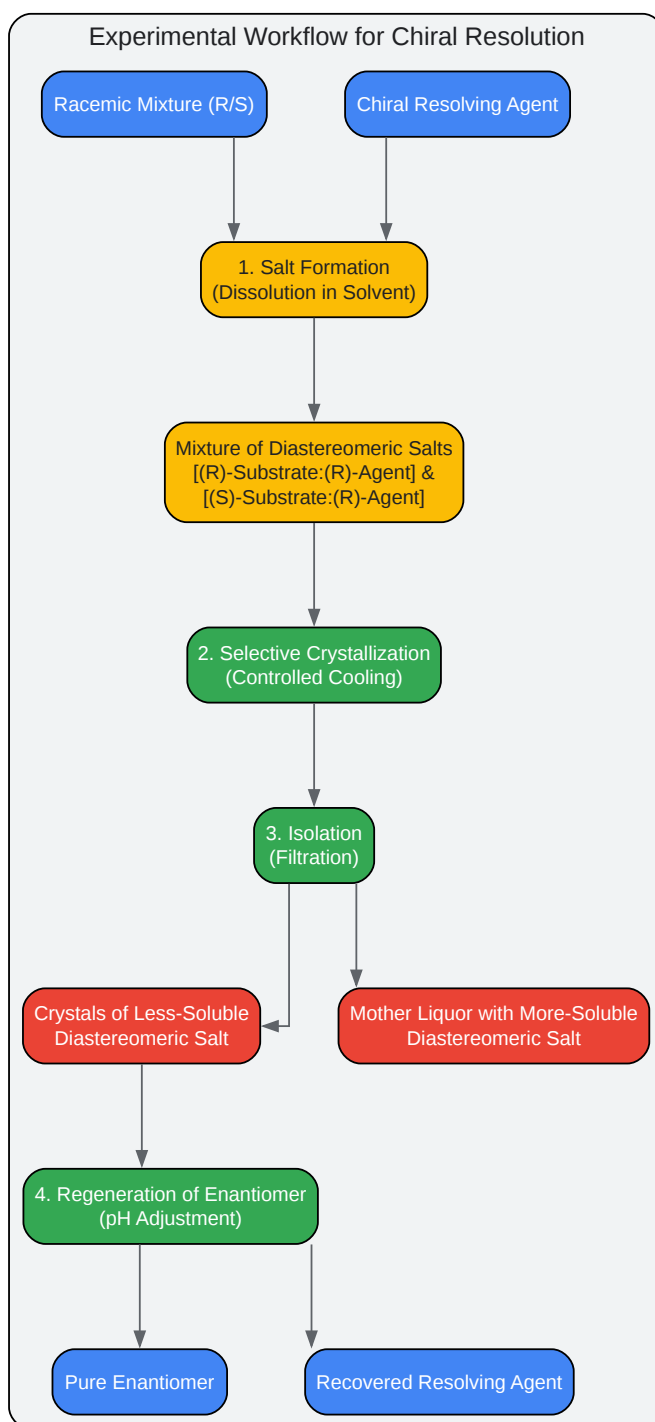 Experimental Workflow for Chiral Resolution
Racemic Mixture (R/S)
Chiral Resolving Agent
1. Salt Formation
(Dissolution in Solvent)
Mixture of Diastereomeric Salts
[(R)-Substrate:(R)-Agent] &
[(S)-Substrate:(R)-Agent]
2. Selective Crystallization
(Controlled Cooling)
3. Isolation
(Filtration)
Crystals of Less-Soluble
Diastereomeric Salt
Mother Liquor with More-Soluble
Diastereomeric Salt
4. Regeneration of Enantiomer
(pH Adjustment)
Pure Enantiomer
Recovered Resolving Agent